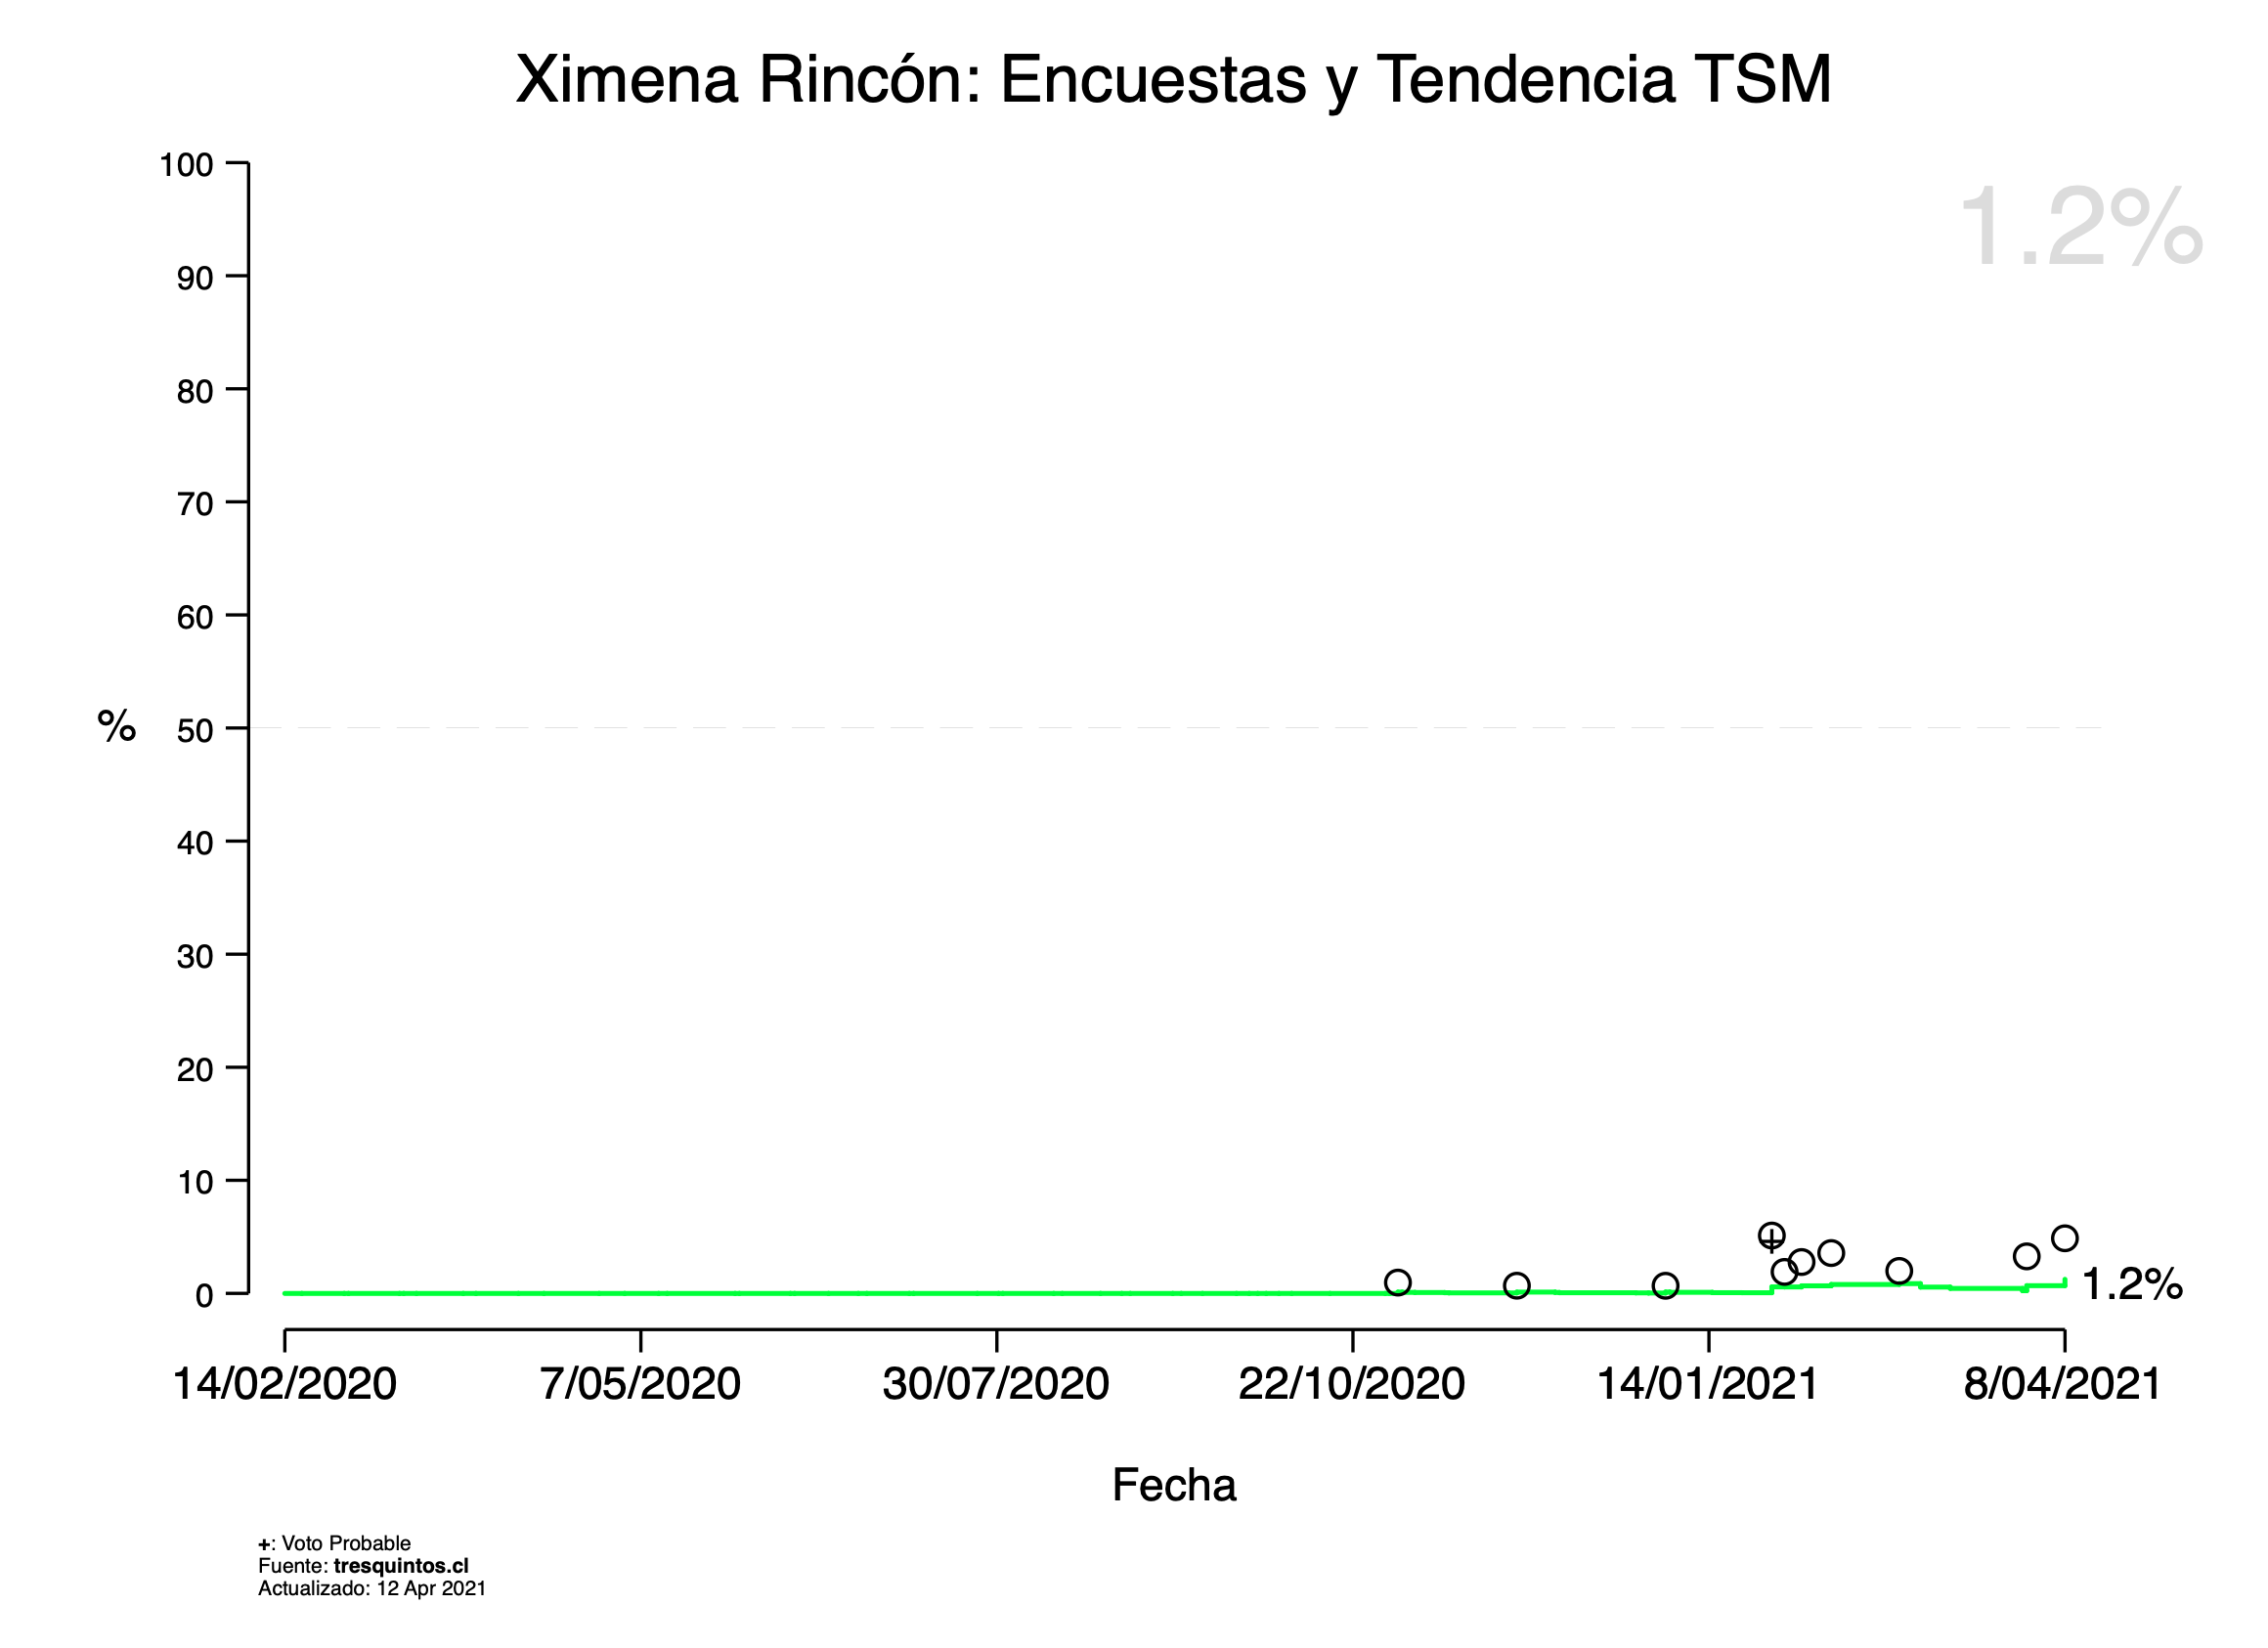 Ximena Rincón: Encuestas y Tendencia TSM
1.2%
100
90
80
70
60
% 50
40
30
20
10
0
1.2%
14/02/2020 7/05/2020 30/07/2020 22/10/2020 14/01/2021 8/04/2021
Fecha
+: Voto Probable
Fuente: tresquintos.cl
Actualizado: 12 Apr 2021